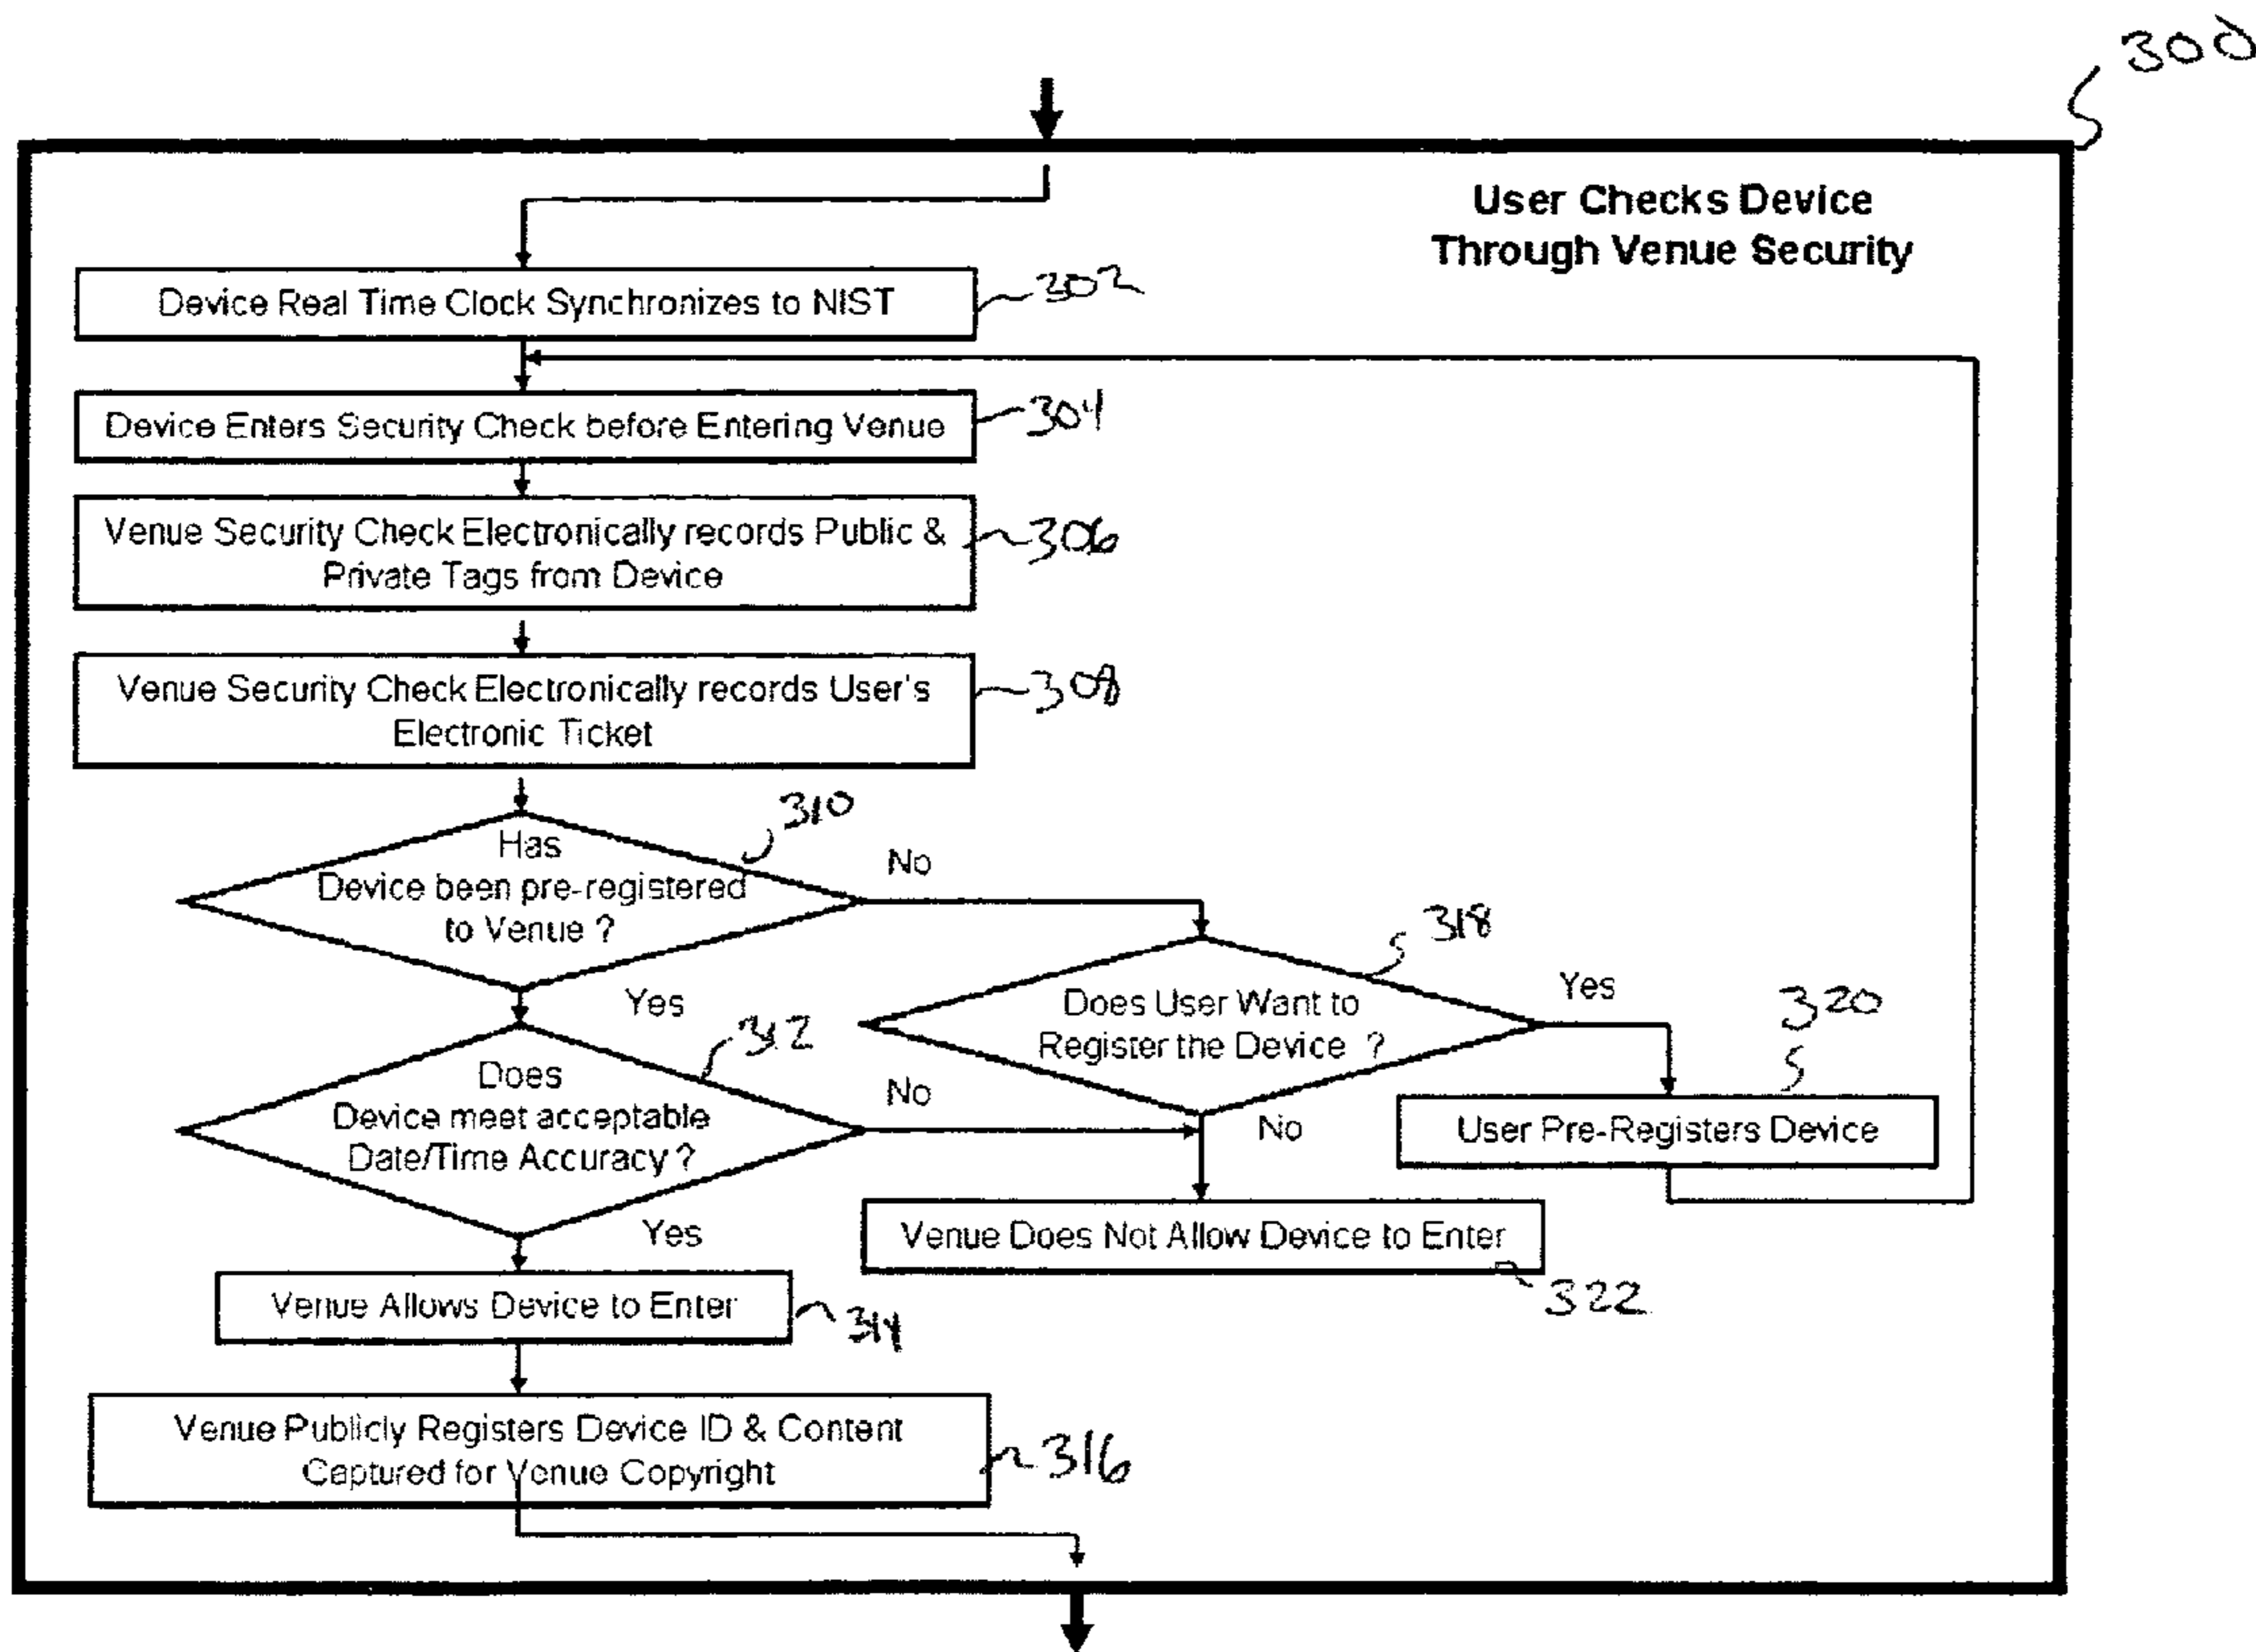 300
User Checks Device
Through Venue Security
Device Real Time Clock Synchronizes to NIST
302
Device Enters Security Check before Entering Venue
304
Venue Security Check Electronically records Public &
Private Tags from Device
306
Venue Security Check Electronically records User's
Electronic Ticket
308
310
Has
Device been pre-registered
to Venue ?
No
Yes
318
Does User Want to
Register the Device ?
Yes
No
320
User Pre-Registers Device
312
Does
Device meet acceptable
Date/Time Accuracy ?
No
Yes
Venue Does Not Allow Device to Enter
322
Venue Allows Device to Enter
314
Venue Publicly Registers Device ID & Content
Captured for Venue Copyright
316